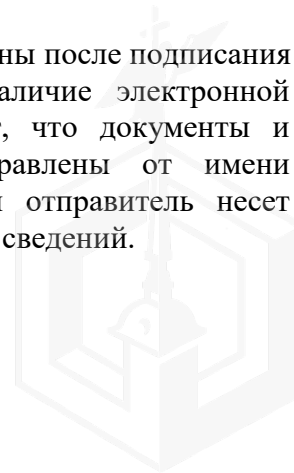 ны после подписания
аличие электронной
что документы и
равлены от имени
отправитель несет
сведений.